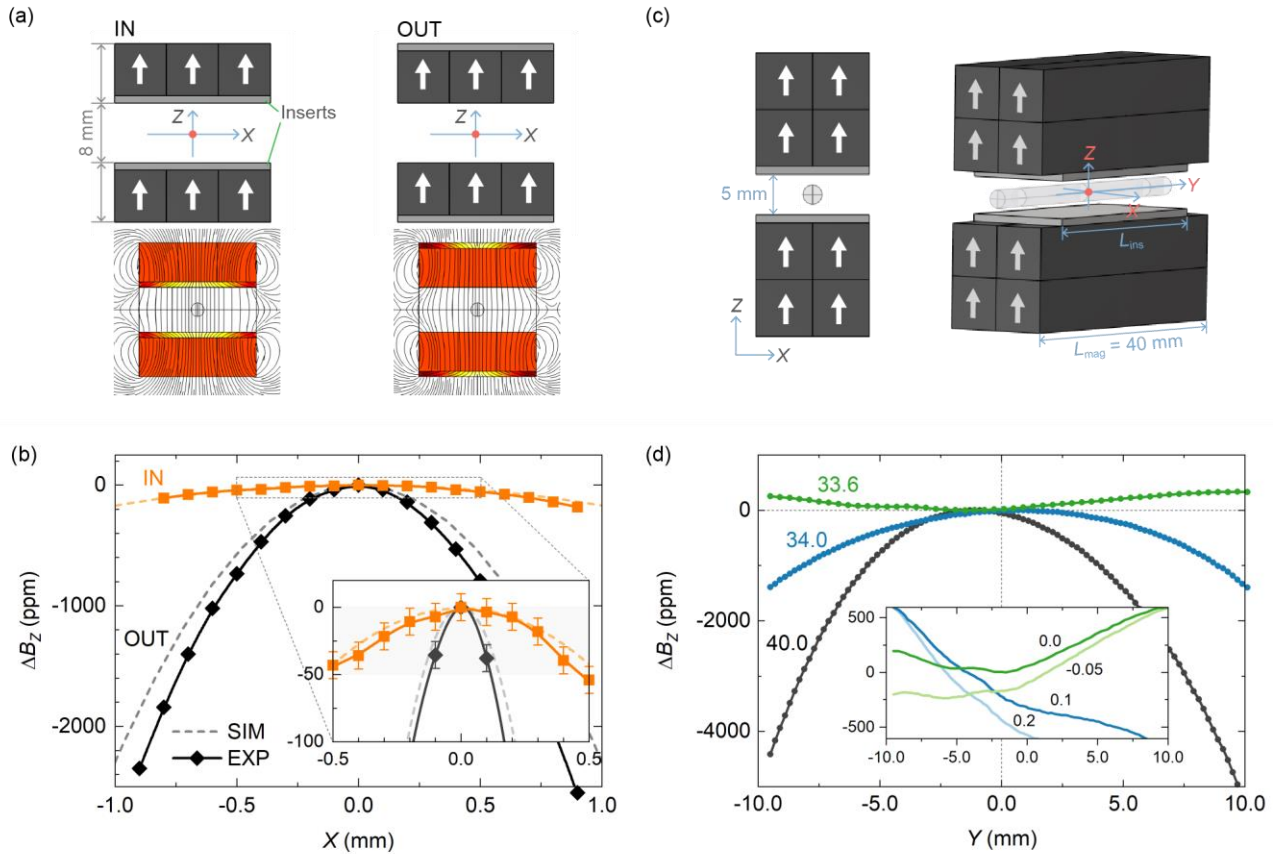 (a)
IN
OUT
8 mm
Z
X
Inserts
Z
X
(c)
5 mm
Z
X
Z
Y
X
L_ins
L_mag = 40 mm
(b)
IN
OUT
ΔB_Z (ppm)
0
-1000
-2000
SIM
EXP
0
-50
-100
-0.5
0.0
0.5
-1.0
-0.5
0.0
0.5
1.0
X (mm)
(d)
33.6
34.0
40.0
ΔB_Z (ppm)
0
-2000
-4000
500
0
-500
0.0
-0.05
0.1
0.2
-10.0
-5.0
0.0
5.0
10.0
-10.0
-5.0
0.0
5.0
10.0
Y (mm)